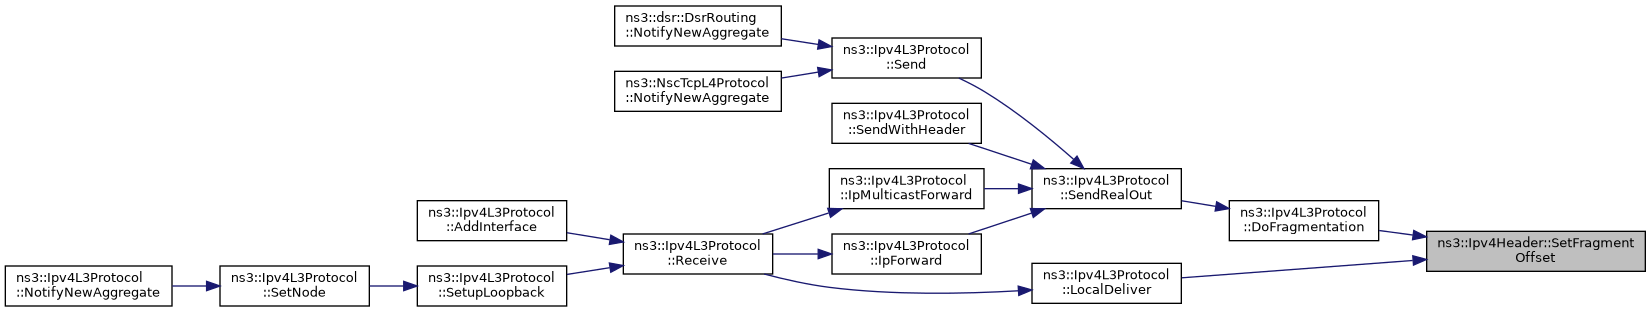 ns3::dsr::DsrRouting
::NotifyNewAggregate
ns3::Ipv4L3Protocol
::Send
ns3::NscTcpL4Protocol
::NotifyNewAggregate
ns3::Ipv4L3Protocol
::SendWithHeader
ns3::Ipv4L3Protocol
::IpMulticastForward
ns3::Ipv4L3Protocol
::SendRealOut
ns3::Ipv4L3Protocol
::AddInterface
ns3::Ipv4L3Protocol
::DoFragmentation
ns3::Ipv4L3Protocol
::Receive
ns3::Ipv4L3Protocol
::IpForward
ns3::Ipv4Header::SetFragment
Offset
ns3::Ipv4L3Protocol
::NotifyNewAggregate
ns3::Ipv4L3Protocol
::SetNode
ns3::Ipv4L3Protocol
::SetupLoopback
ns3::Ipv4L3Protocol
::LocalDeliver